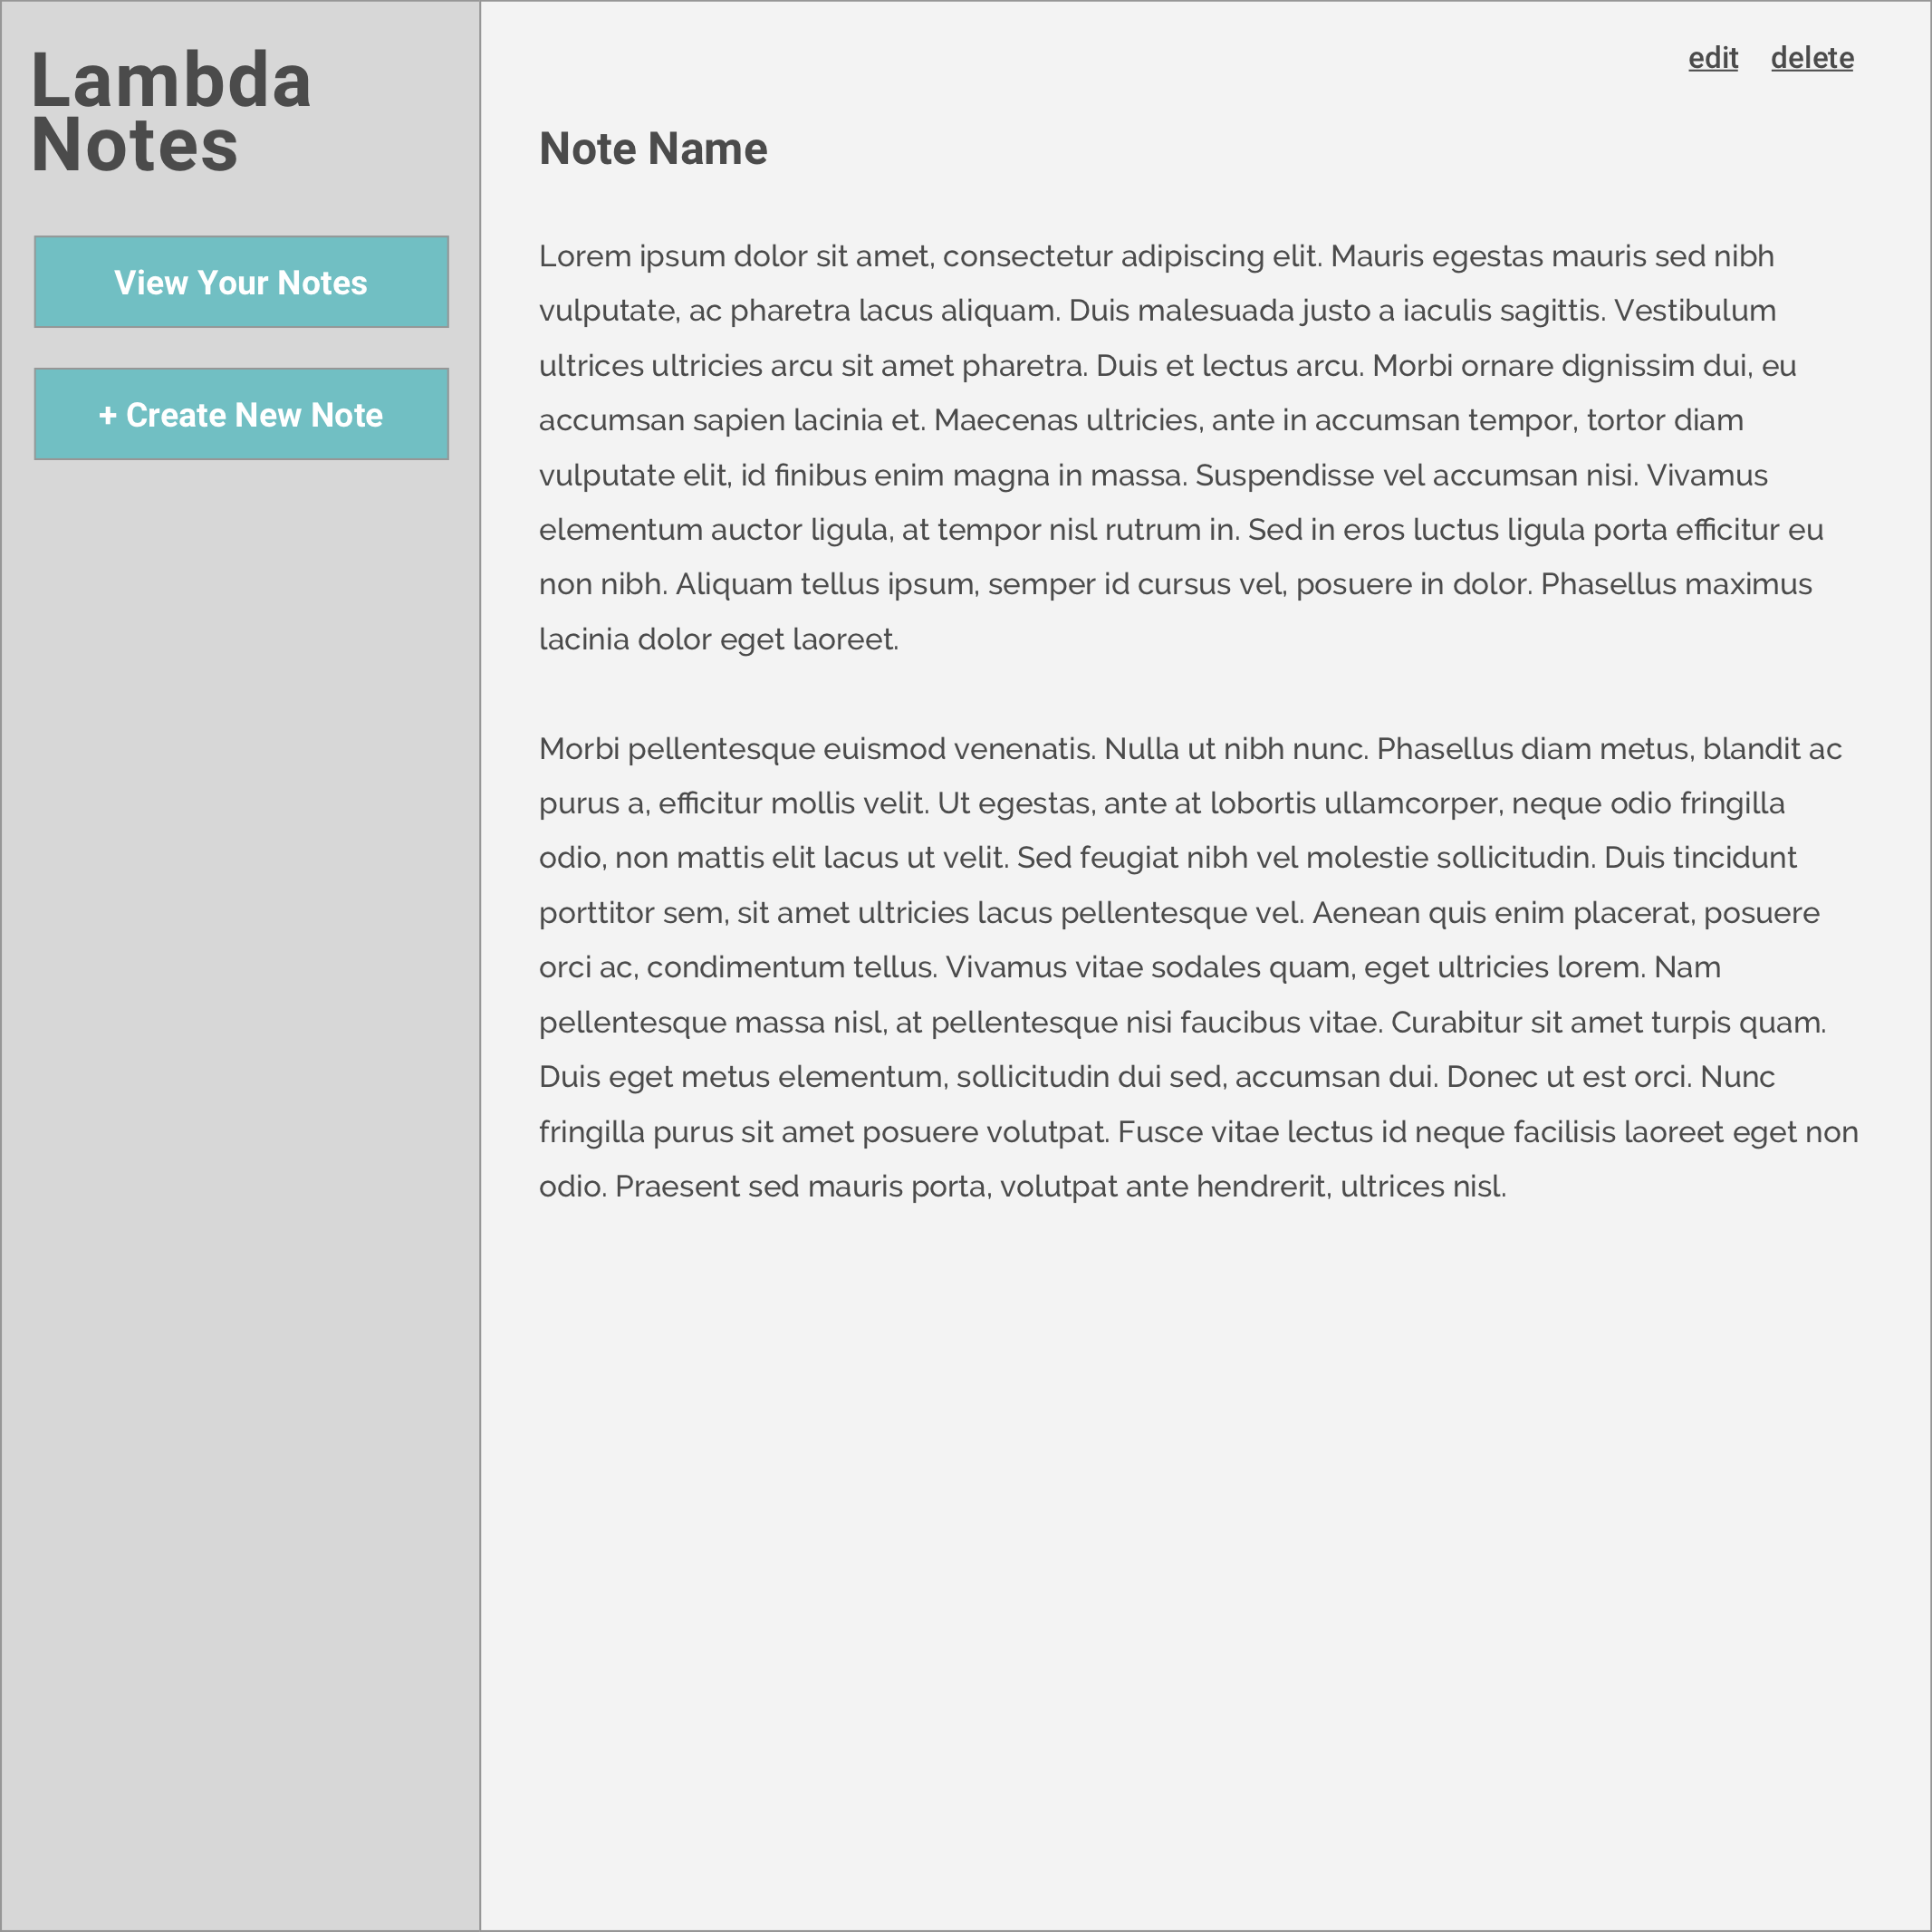 Lambda
Notes
View Your Notes
+ Create New Note
edit delete
Note Name
Lorem ipsum dolor sit amet, consectetur adipiscing elit. Mauris egestas mauris sed nibh
vulputate, ac pharetra lacus aliquam. Duis malesuada justo a iaculis sagittis. Vestibulum
ultrices ultricies arcu sit amet pharetra. Duis et lectus arcu. Morbi ornare dignissim dui, eu
accumsan sapien lacinia et. Maecenas ultricies, ante in accumsan tempor, tortor diam
vulputate elit, id finibus enim magna in massa. Suspendisse vel accumsan nisi. Vivamus
elementum auctor ligula, at tempor nisl rutrum in. Sed in eros luctus ligula porta efficitur eu
non nibh. Aliquam tellus ipsum, semper id cursus vel, posuere in dolor. Phasellus maximus
lacinia dolor eget laoreet.
Morbi pellentesque euismod venenatis. Nulla ut nibh nunc. Phasellus diam metus, blandit ac
purus a, efficitur mollis velit. Ut egestas, ante at lobortis ullamcorper, neque odio fringilla
odio, non mattis elit lacus ut velit. Sed feugiat nibh vel molestie sollicitudin. Duis tincidunt
porttitor sem, sit amet ultricies lacus pellentesque vel. Aenean quis enim placerat, posuere
orci ac, condimentum tellus. Vivamus vitae sodales quam, eget ultricies lorem. Nam
pellentesque massa nisl, at pellentesque nisi faucibus vitae. Curabitur sit amet turpis quam.
Duis eget metus elementum, sollicitudin dui sed, accumsan dui. Donec ut est orci. Nunc
fringilla purus sit amet posuere volutpat. Fusce vitae lectus id neque facilisis laoreet eget non
odio. Praesent sed mauris porta, volutpat ante hendrerit, ultrices nisl.